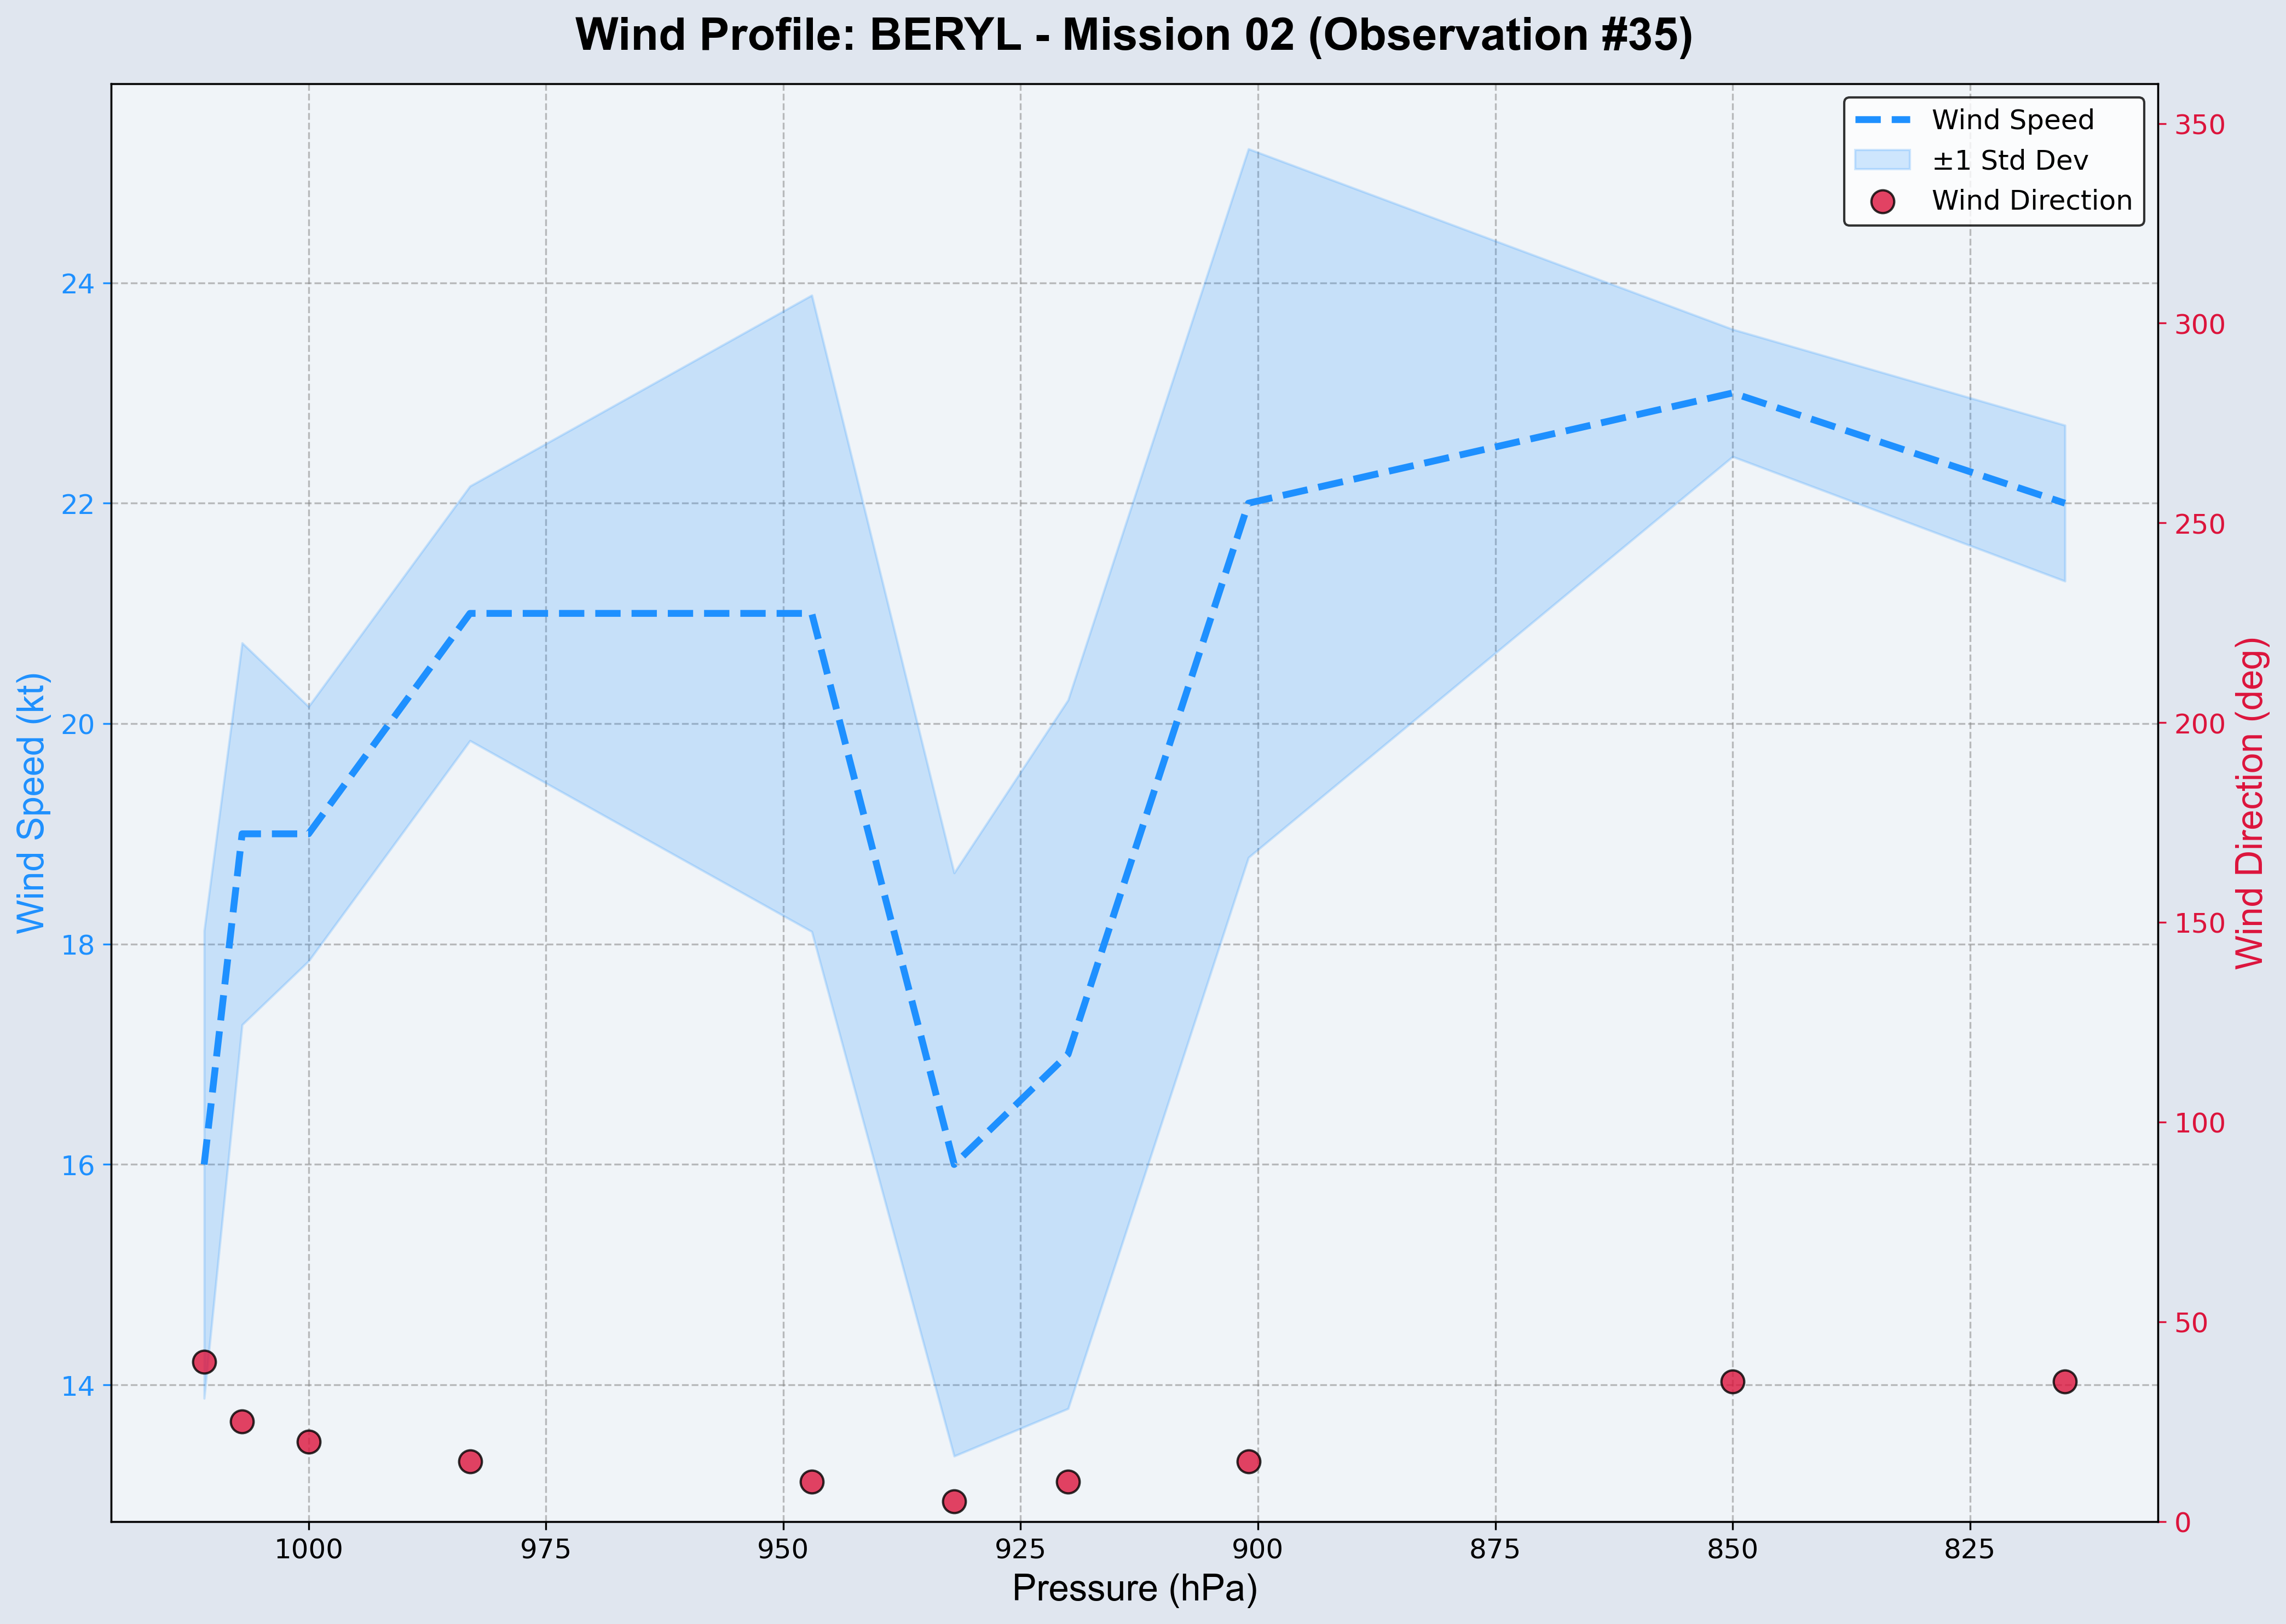 Wind Profile: BERYL - Mission 02 (Observation #35)
Wind Speed
±1 Std Dev
Wind Direction
Wind Speed (kt)
24
22
20
18
16
14
350
300
250
200
150
100
50
0
Wind Direction (deg)
1000 975 950 925 900 875 850 825
Pressure (hPa)